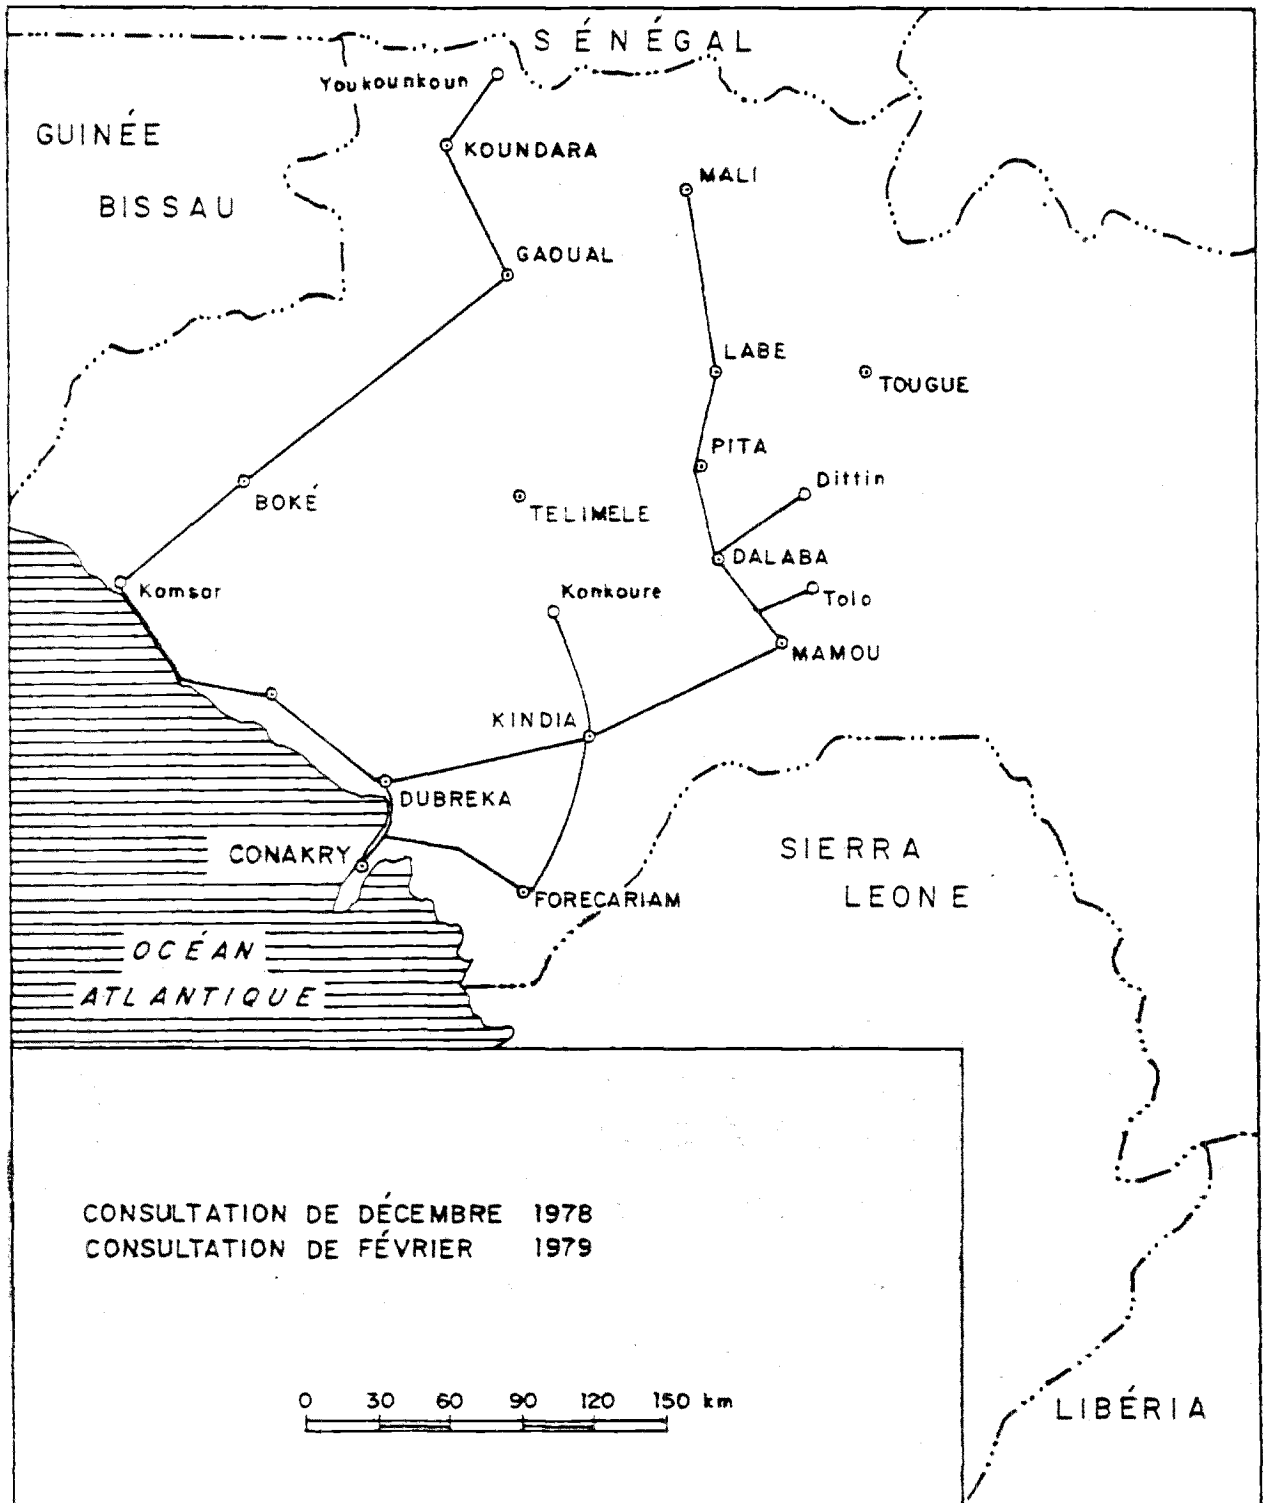 SÉNÉGAL
Youkounkoun
GUINÉE
BISSAU
KOUNDARA
MALI
GAOUAL
LABE
TOUGUE
PITA
Dittin
BOKÉ
TELIMELE
DALABA
Kamsar
Konkoure
Tolo
MAMOU
KINDIA
DUBREKA
CONAKRY
SIERRA
LEONE
FORECARIAM
OCÉAN
ATLANTIQUE
CONSULTATION DE DÉCEMBRE 1978
CONSULTATION DE FÉVRIER 1979
0 30 60 90 120 150 km
LIBÉRIA